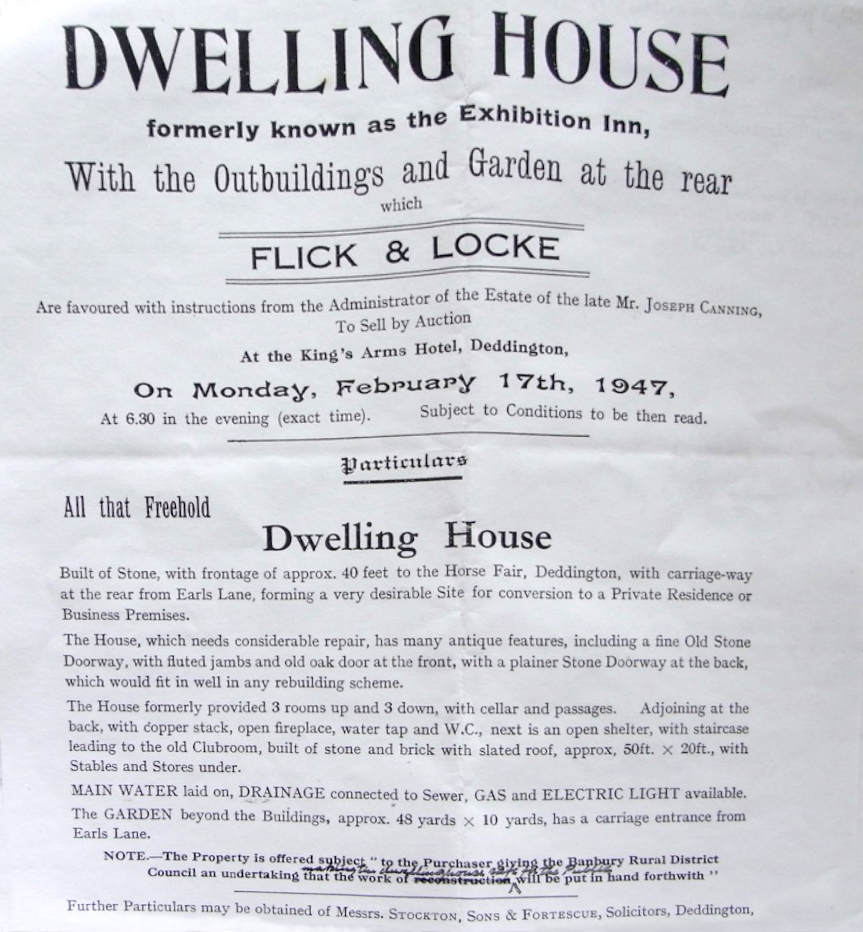 DWELLING HOUSE
formerly known as the Exhibition Inn,
With the Outbuildings and Garden at the rear
which
FLICK & LOCKE
Are favoured with instructions from the Administrator of the Estate of the late Mr. JOSEPH CANNING,
To Sell by Auction
At the King's Arms Hotel, Deddington,
On Monday, February 17th, 1947,
At 6.30 in the evening (exact time). Subject to Conditions to be then read.
Particulars
All that Freehold
Dwelling House
Built of Stone, with frontage of approx. 40 feet to the Horse Fair, Deddington, with carriage-way
at the rear from Earls Lane, forming a very desirable Site for conversion to a Private Residence or
Business Premises.
The House, which needs considerable repair, has many antique features, including a fine Old Stone
Doorway, with fluted jambs and old oak door at the front, with a plainer Stone Doorway at the back,
which would fit in well in any rebuilding scheme.
The House formerly provided 3 rooms up and 3 down, with cellar and passages. Adjoining at the
back, with copper stack, open fireplace, water tap and W.C., next is an open shelter, with staircase
leading to the old Clubroom, built of stone and brick with slated roof, approx, 50ft. × 20ft., with
Stables and Stores under.
MAIN WATER laid on, DRAINAGE connected to Sewer, GAS and ELECTRIC LIGHT available.
The GARDEN beyond the Buildings, approx. 48 yards × 10 yards, has a carriage entrance from
Earls Lane.
NOTE.—The Property is offered subject " to the Purchaser giving the Banbury Rural District
making the dwellinghouse safe to the Public
Council an undertaking that the work of reconstruction will be put in hand forthwith "
Further Particulars may be obtained of Messrs. STOCKTON, SONS & FORTESCUE, Solicitors, Deddington,